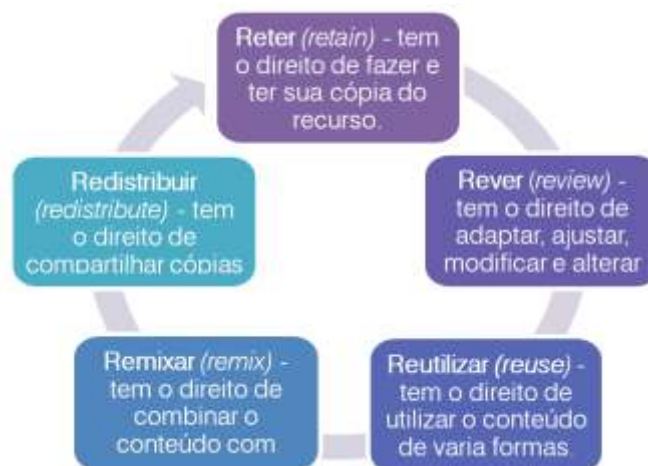 Reter (retain) - tem
o direito de fazer e
ter sua cópia do
recurso.
Rever (review) -
tem o direito de
adaptar, ajustar,
modificar e alterar
Reutilizar (reuse) -
tem o direito de
utilizar o conteúdo
de varia formas
Remixar (remix) -
tem o direito de
combinar o
conteúdo com
Redistribuir
(redistribute) - tem
o direito de
compartilhar cópias